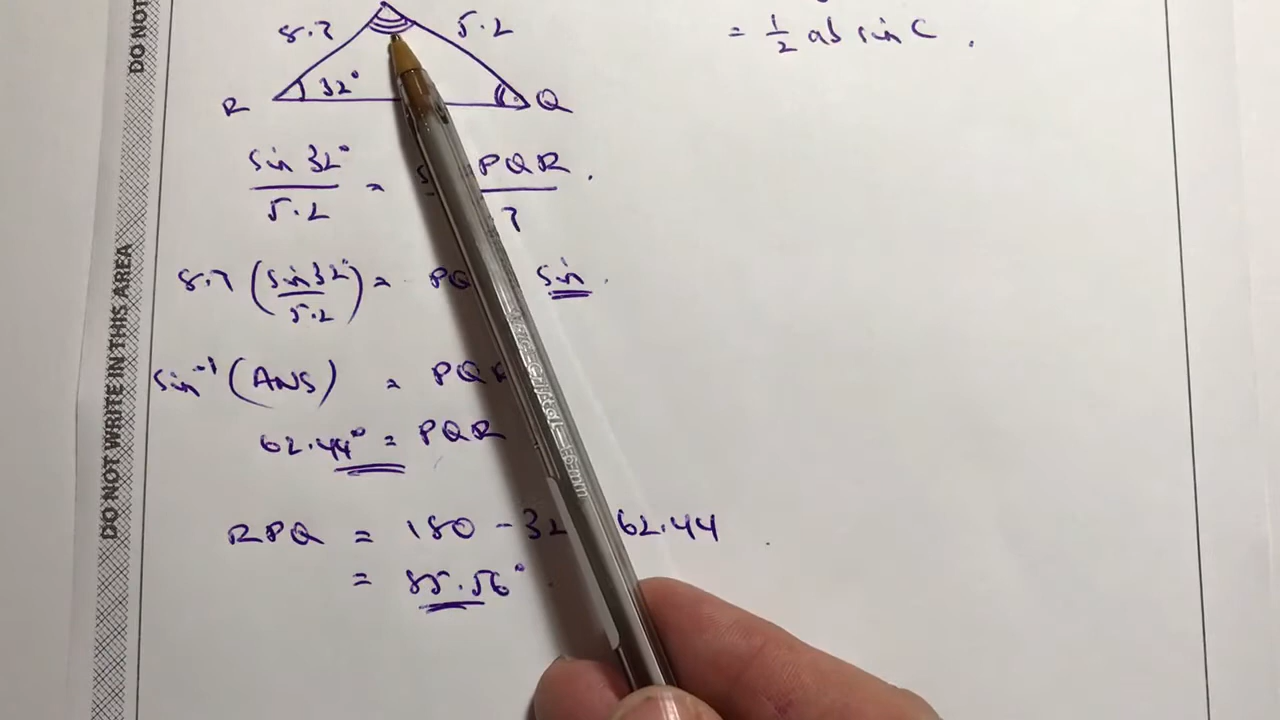 DO NOT
DO NOT WRITE IN THIS AREA
8.7 5.2
= 1/2 ab sin C .
R 32° Q
sin 32° / 5.2 = PQR / 7 .
8.7 (sin 32° / 5.2) = PQ sin .
sin⁻¹ (ANS) = PQR
62.44° = PQR
RPQ = 180 - 32 62.44
= 85.56°